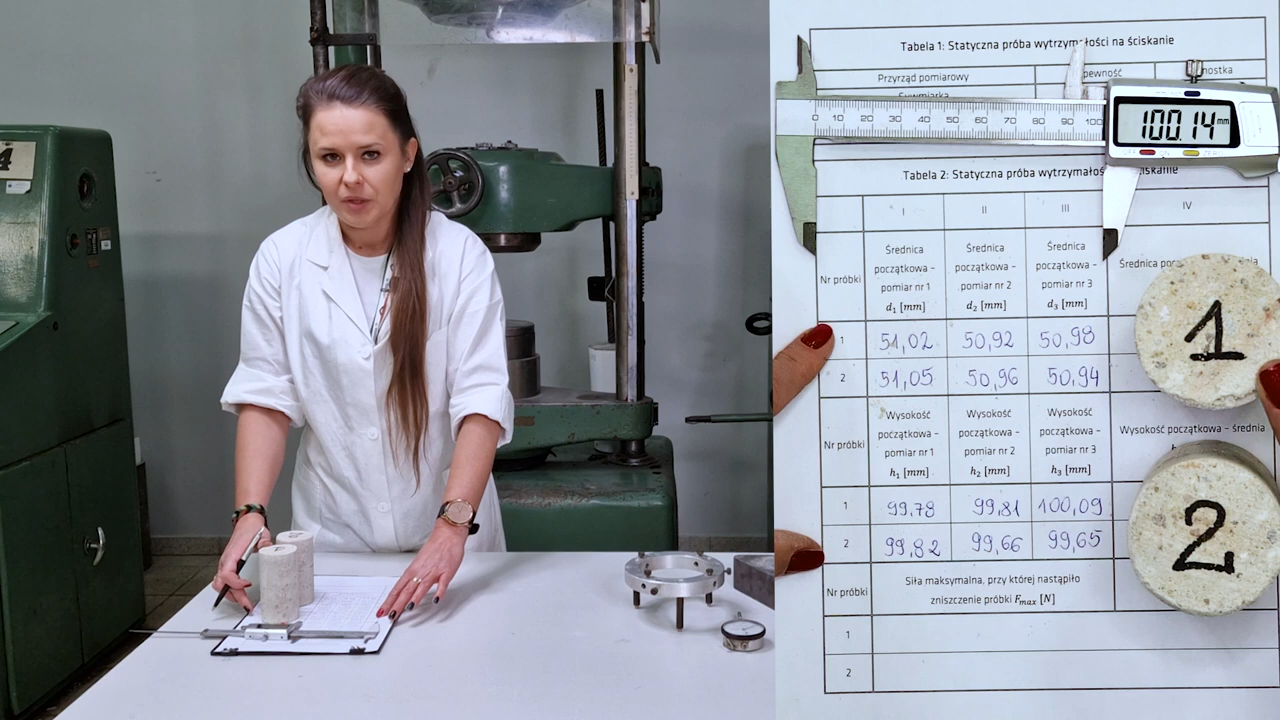 4
Tabela 1: Statyczna próba wytrzymałości na ściskanie
Przyrząd pomiarowy
Suwmiarka
0 10 20 30 40 50 60 70 80 90 100
100.14 mm
Tabela 2: Statyczna próba
I II III IV
Nr próbki
Średnica początkowa – pomiar nr 1 d₁ [mm]
Średnica początkowa – pomiar nr 2 d₂ [mm]
Średnica początkowa – pomiar nr 3 d₃ [mm]
Średnica
1 51,02 50,92 50,98
2 51,05 50,96 50,94
Nr próbki
Wysokość początkowa – pomiar nr 1 h₁ [mm]
Wysokość początkowa – pomiar nr 2 h₂ [mm]
Wysokość początkowa – pomiar nr 3 h₃ [mm]
Wysokość początkowa – średnia
1 99,78 99,81 100,09
2 99,82 99,66 99,65
Nr próbki
Siła maksymalna, przy której nastąpiło
zniszczenie próbki Fmax [N]
1
2
1
2